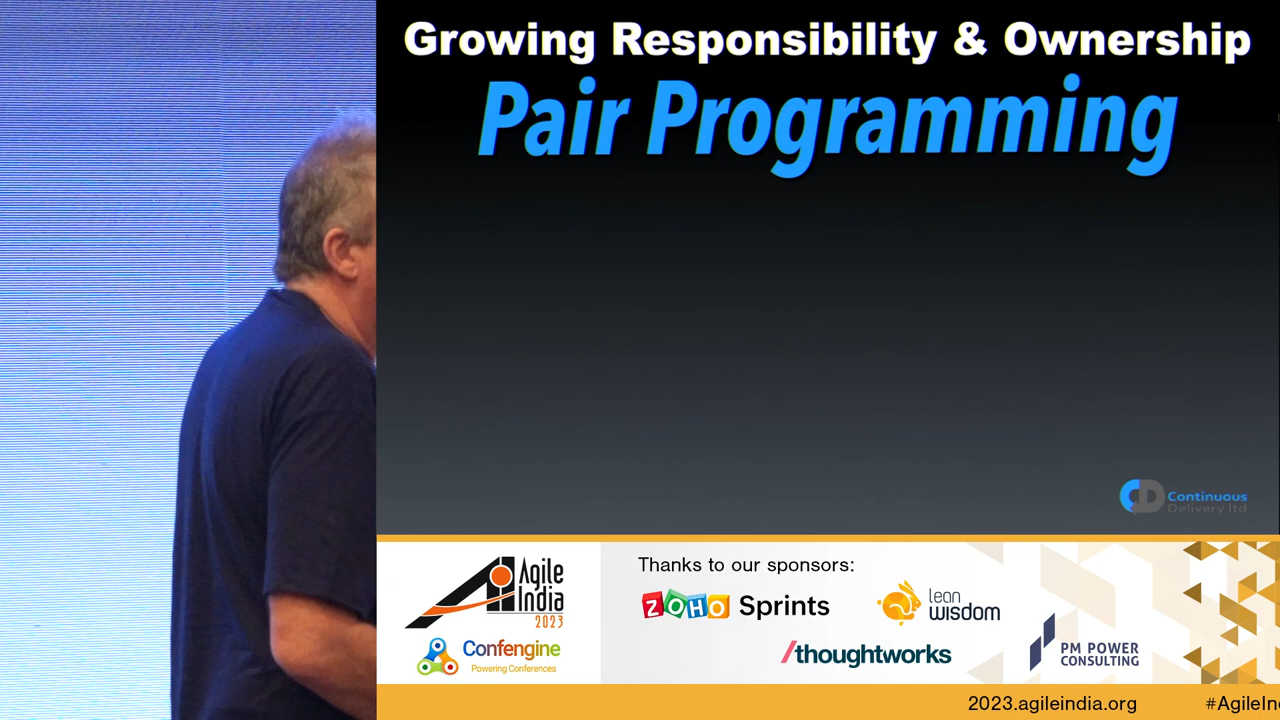 Growing Responsibility & Ownership
Pair Programming
CD Continuous
Delivery ltd
Thanks to our sponsors:
Agile
India
2023
ZOHO Sprints
lean
wisdom
Confengine
Powering Conferences
/thoughtworks
PM POWER
CONSULTING
2023.agileindia.org
#AgileIn